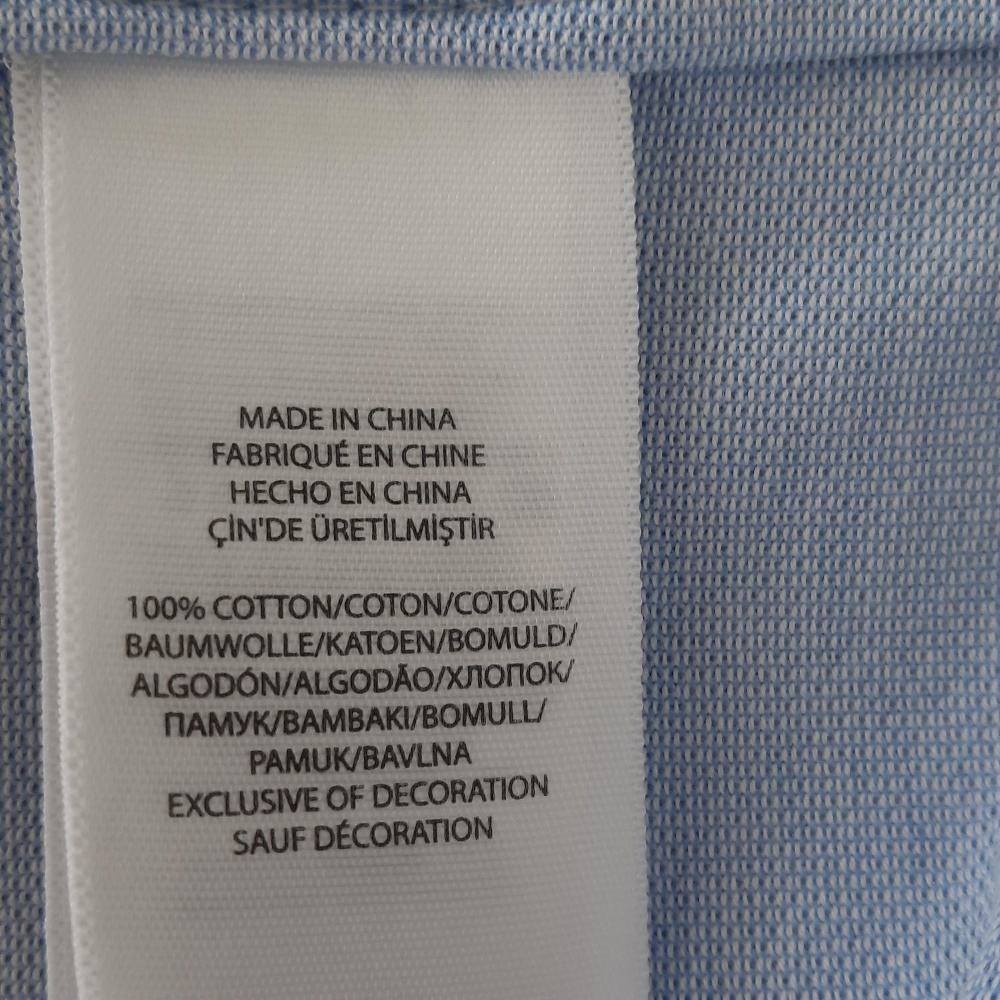 MADE IN CHINA
FABRIQUÉ EN CHINE
HECHO EN CHINA
ÇİN'DE ÜRETİLMİŞTİR
100% COTTON/COTON/COTONE/
BAUMWOLLE/KATOEN/BOMULD/
ALGODÓN/ALGODÃO/ХЛОПОК/
ПАМУК/BAMBAKI/BOMULL/
PAMUK/BAVLNA
EXCLUSIVE OF DECORATION
SAUF DÉCORATION